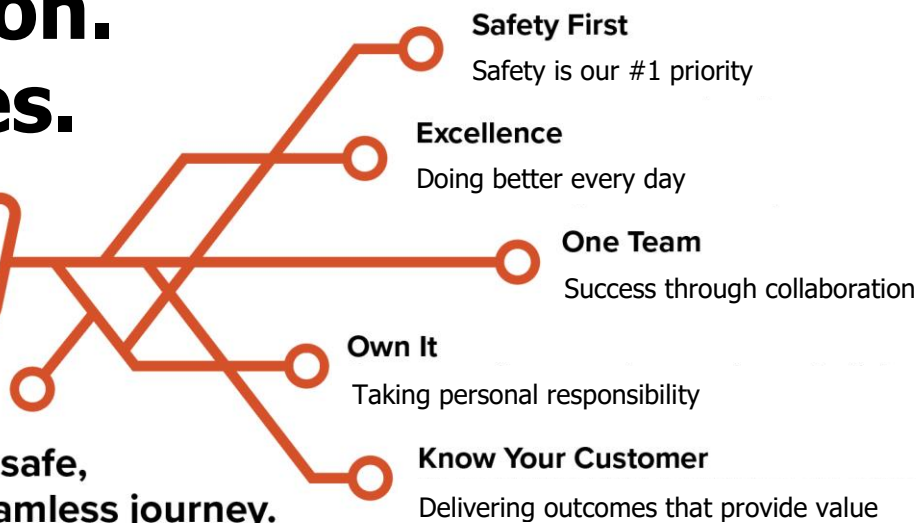 on.
es.
Safety First
Safety is our #1 priority
Excellence
Doing better every day
One Team
Success through collaboration
Own It
Taking personal responsibility
Know Your Customer
Delivering outcomes that provide value
safe,
amless journey.